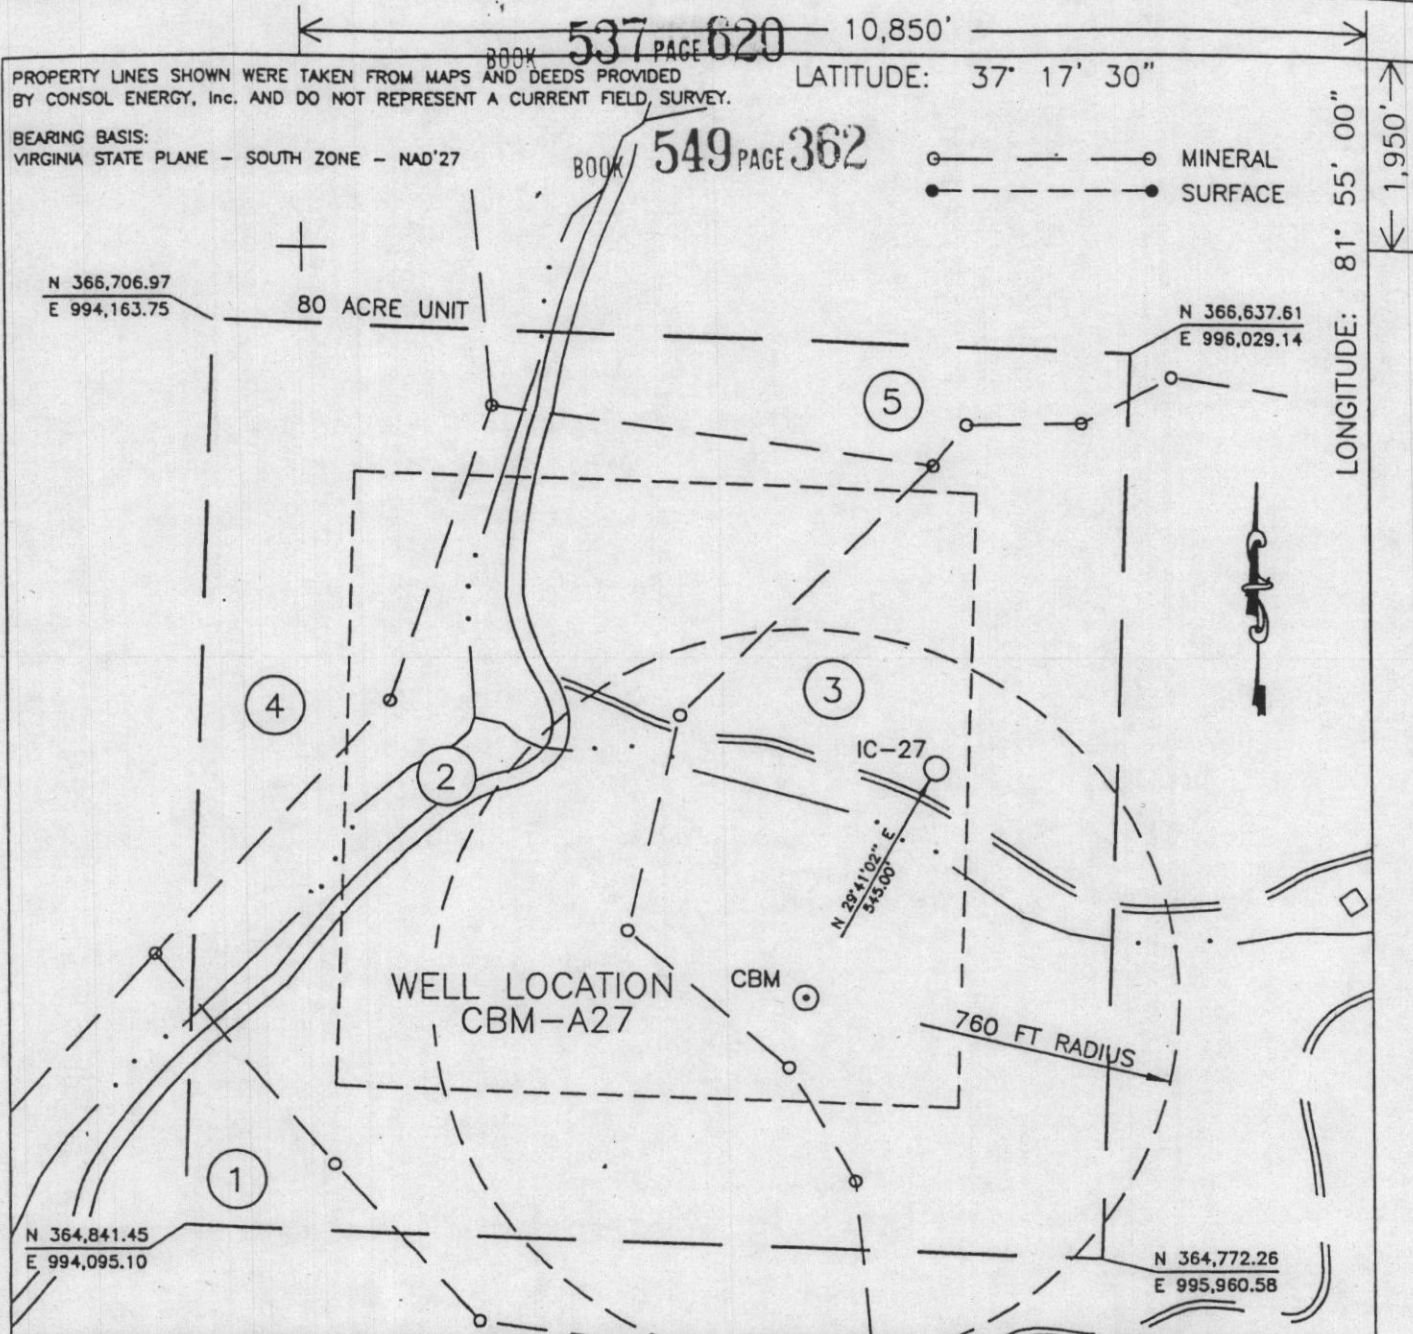 10,850'
BOOK 537 PAGE 620
PROPERTY LINES SHOWN WERE TAKEN FROM MAPS AND DEEDS PROVIDED
BY CONSOL ENERGY, Inc. AND DO NOT REPRESENT A CURRENT FIELD SURVEY.
LATITUDE: 37° 17' 30"
BEARING BASIS:
VIRGINIA STATE PLANE - SOUTH ZONE - NAD'27
BOOK 549 PAGE 362
MINERAL
SURFACE
1,950'
LONGITUDE: 81° 55' 00"
N 366,706.97
E 994,163.75
80 ACRE UNIT
N 366,637.61
E 996,029.14
5
4
3
2
IC-27
N 29°41'02" E
545.00'
WELL LOCATION
CBM-A27
CBM
760 FT RADIUS
1
N 364,841.45
E 994,095.10
N 364,772.26
E 995,960.58